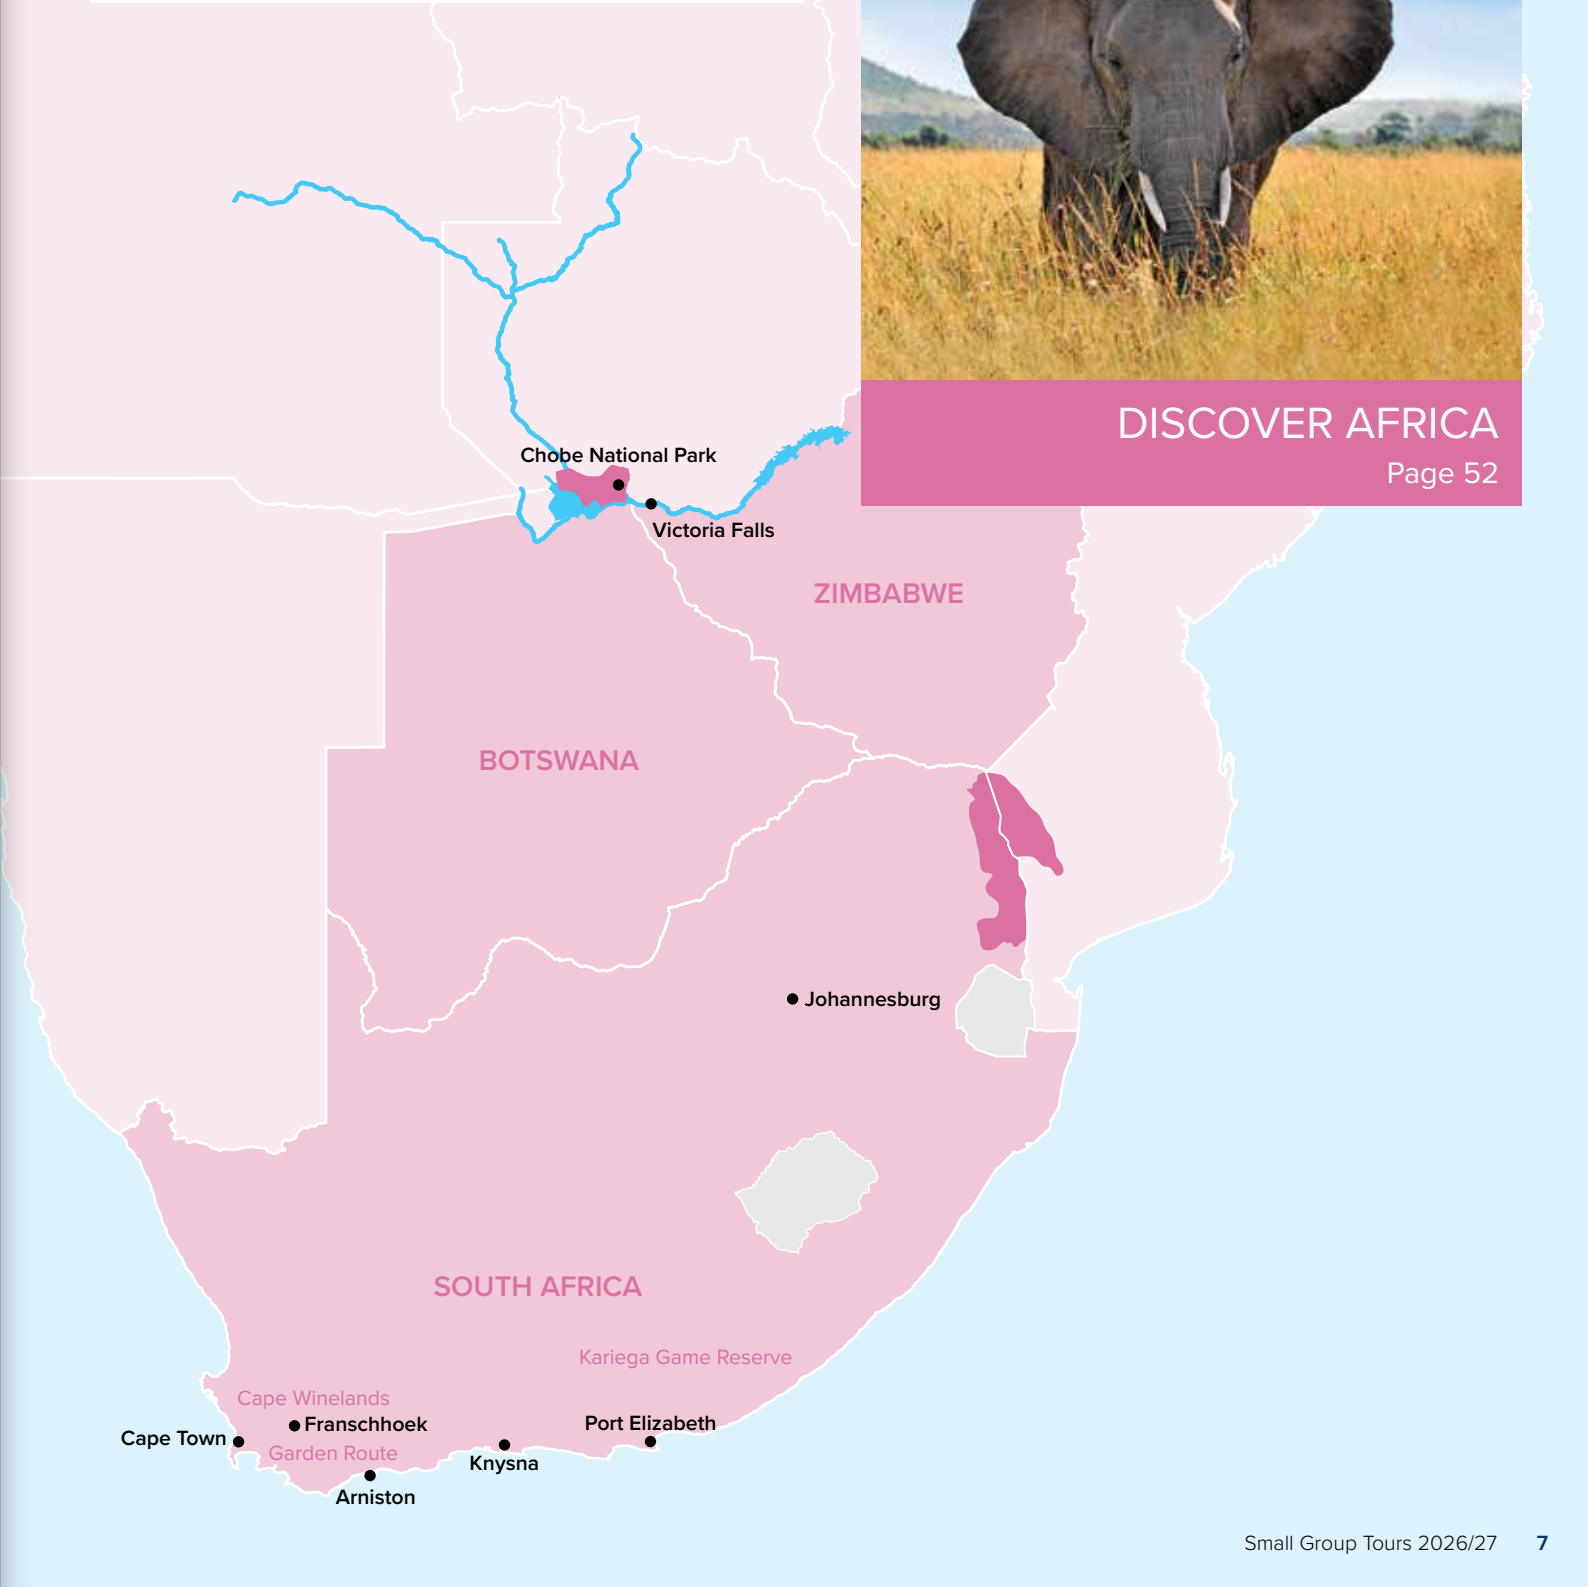 DISCOVER AFRICA
Page 52
Chobe National Park
Victoria Falls
ZIMBABWE
BOTSWANA
Johannesburg
SOUTH AFRICA
Kariega Game Reserve
Cape Winelands
Franschhoek
Port Elizabeth
Cape Town
Garden Route
Knysna
Arniston
Small Group Tours 2026/27 7